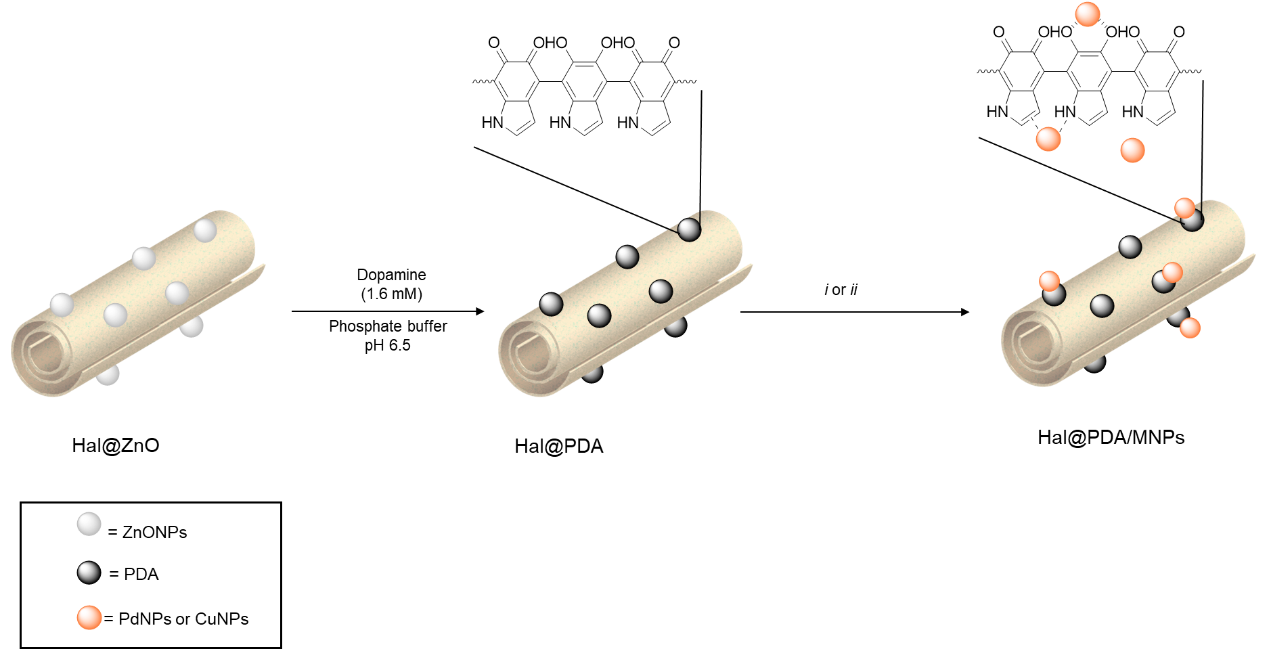 O OHO OHO O
HN HN HN
O OHO OHO O
HN HN HN
Dopamine
(1.6 mM)
Phosphate buffer
pH 6.5
i or ii
Hal@ZnO
Hal@PDA
Hal@PDA/MNPs
= ZnONPs
= PDA
= PdNPs or CuNPs